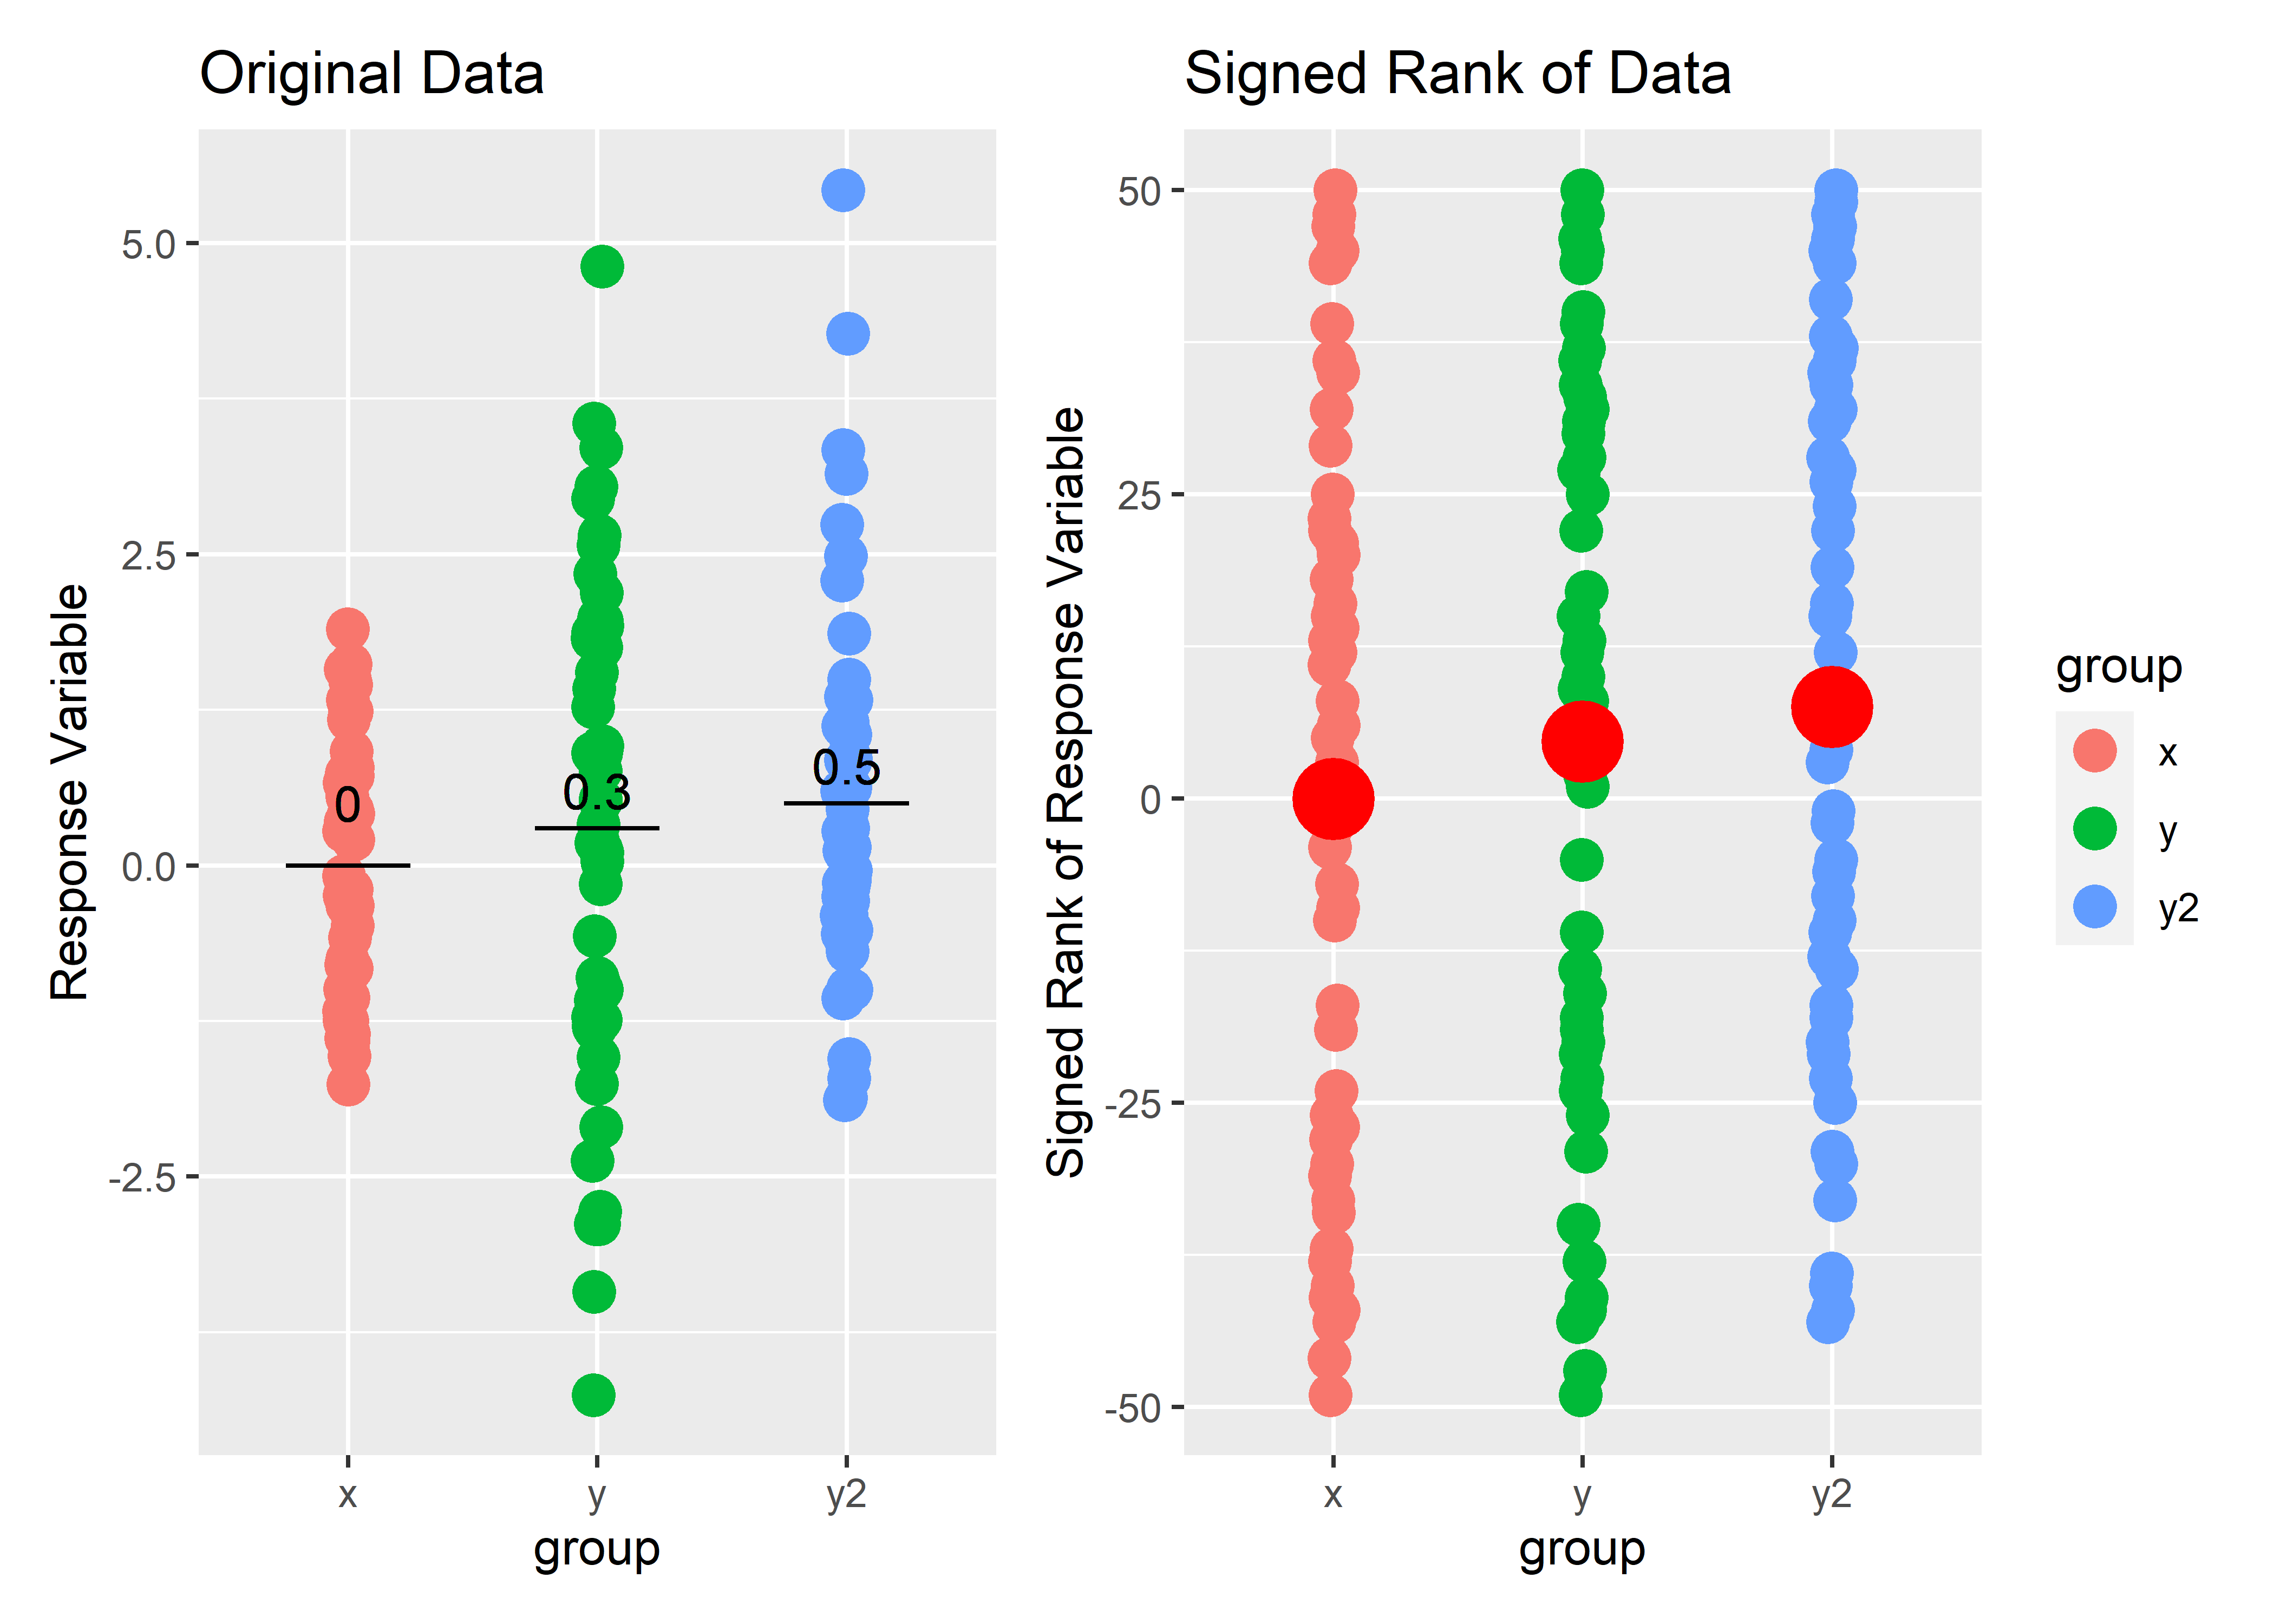 Original Data
Response Variable
5.0
2.5
0.0
-2.5
0
0.3
0.5
x
y
y2
group
Signed Rank of Data
Signed Rank of Response Variable
50
25
0
-25
-50
x
y
y2
group
group
x
y
y2